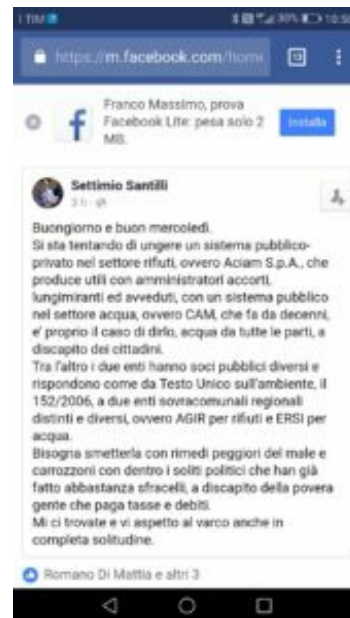 TIM
30% 10:50
https://m.facebook.com/home
Franco Massimo, prova
Facebook Lite: pesa solo 2
MB.
Installa
Settimio Santilli
3 h
Buongiorno e buon mercoledì.
Si sta tentando di ungere un sistema pubblico-
privato nel settore rifiuti, ovvero Aciam S.p.A., che
produce utili con amministratori accorti,
lungimiranti ed avveduti, con un sistema pubblico
nel settore acqua, ovvero CAM, che fa da decenni,
e' proprio il caso di dirlo, acqua da tutte le parti, a
discapito dei cittadini.
Tra l'altro i due enti hanno soci pubblici diversi e
rispondono come da Testo Unico sull'ambiente, il
152/2006, a due enti sovracomunali regionali
distinti e diversi, ovvero AGIR per rifiuti e ERSI per
acqua.
Bisogna smetterla con rimedi peggiori del male e
carrozzoni con dentro i soliti politici che han già
fatto abbastanza sfracelli, a discapito della povera
gente che paga tasse e debiti.
Mi ci trovate e vi aspetto al varco anche in
completa solitudine.
Romano Di Mattia e altri 3